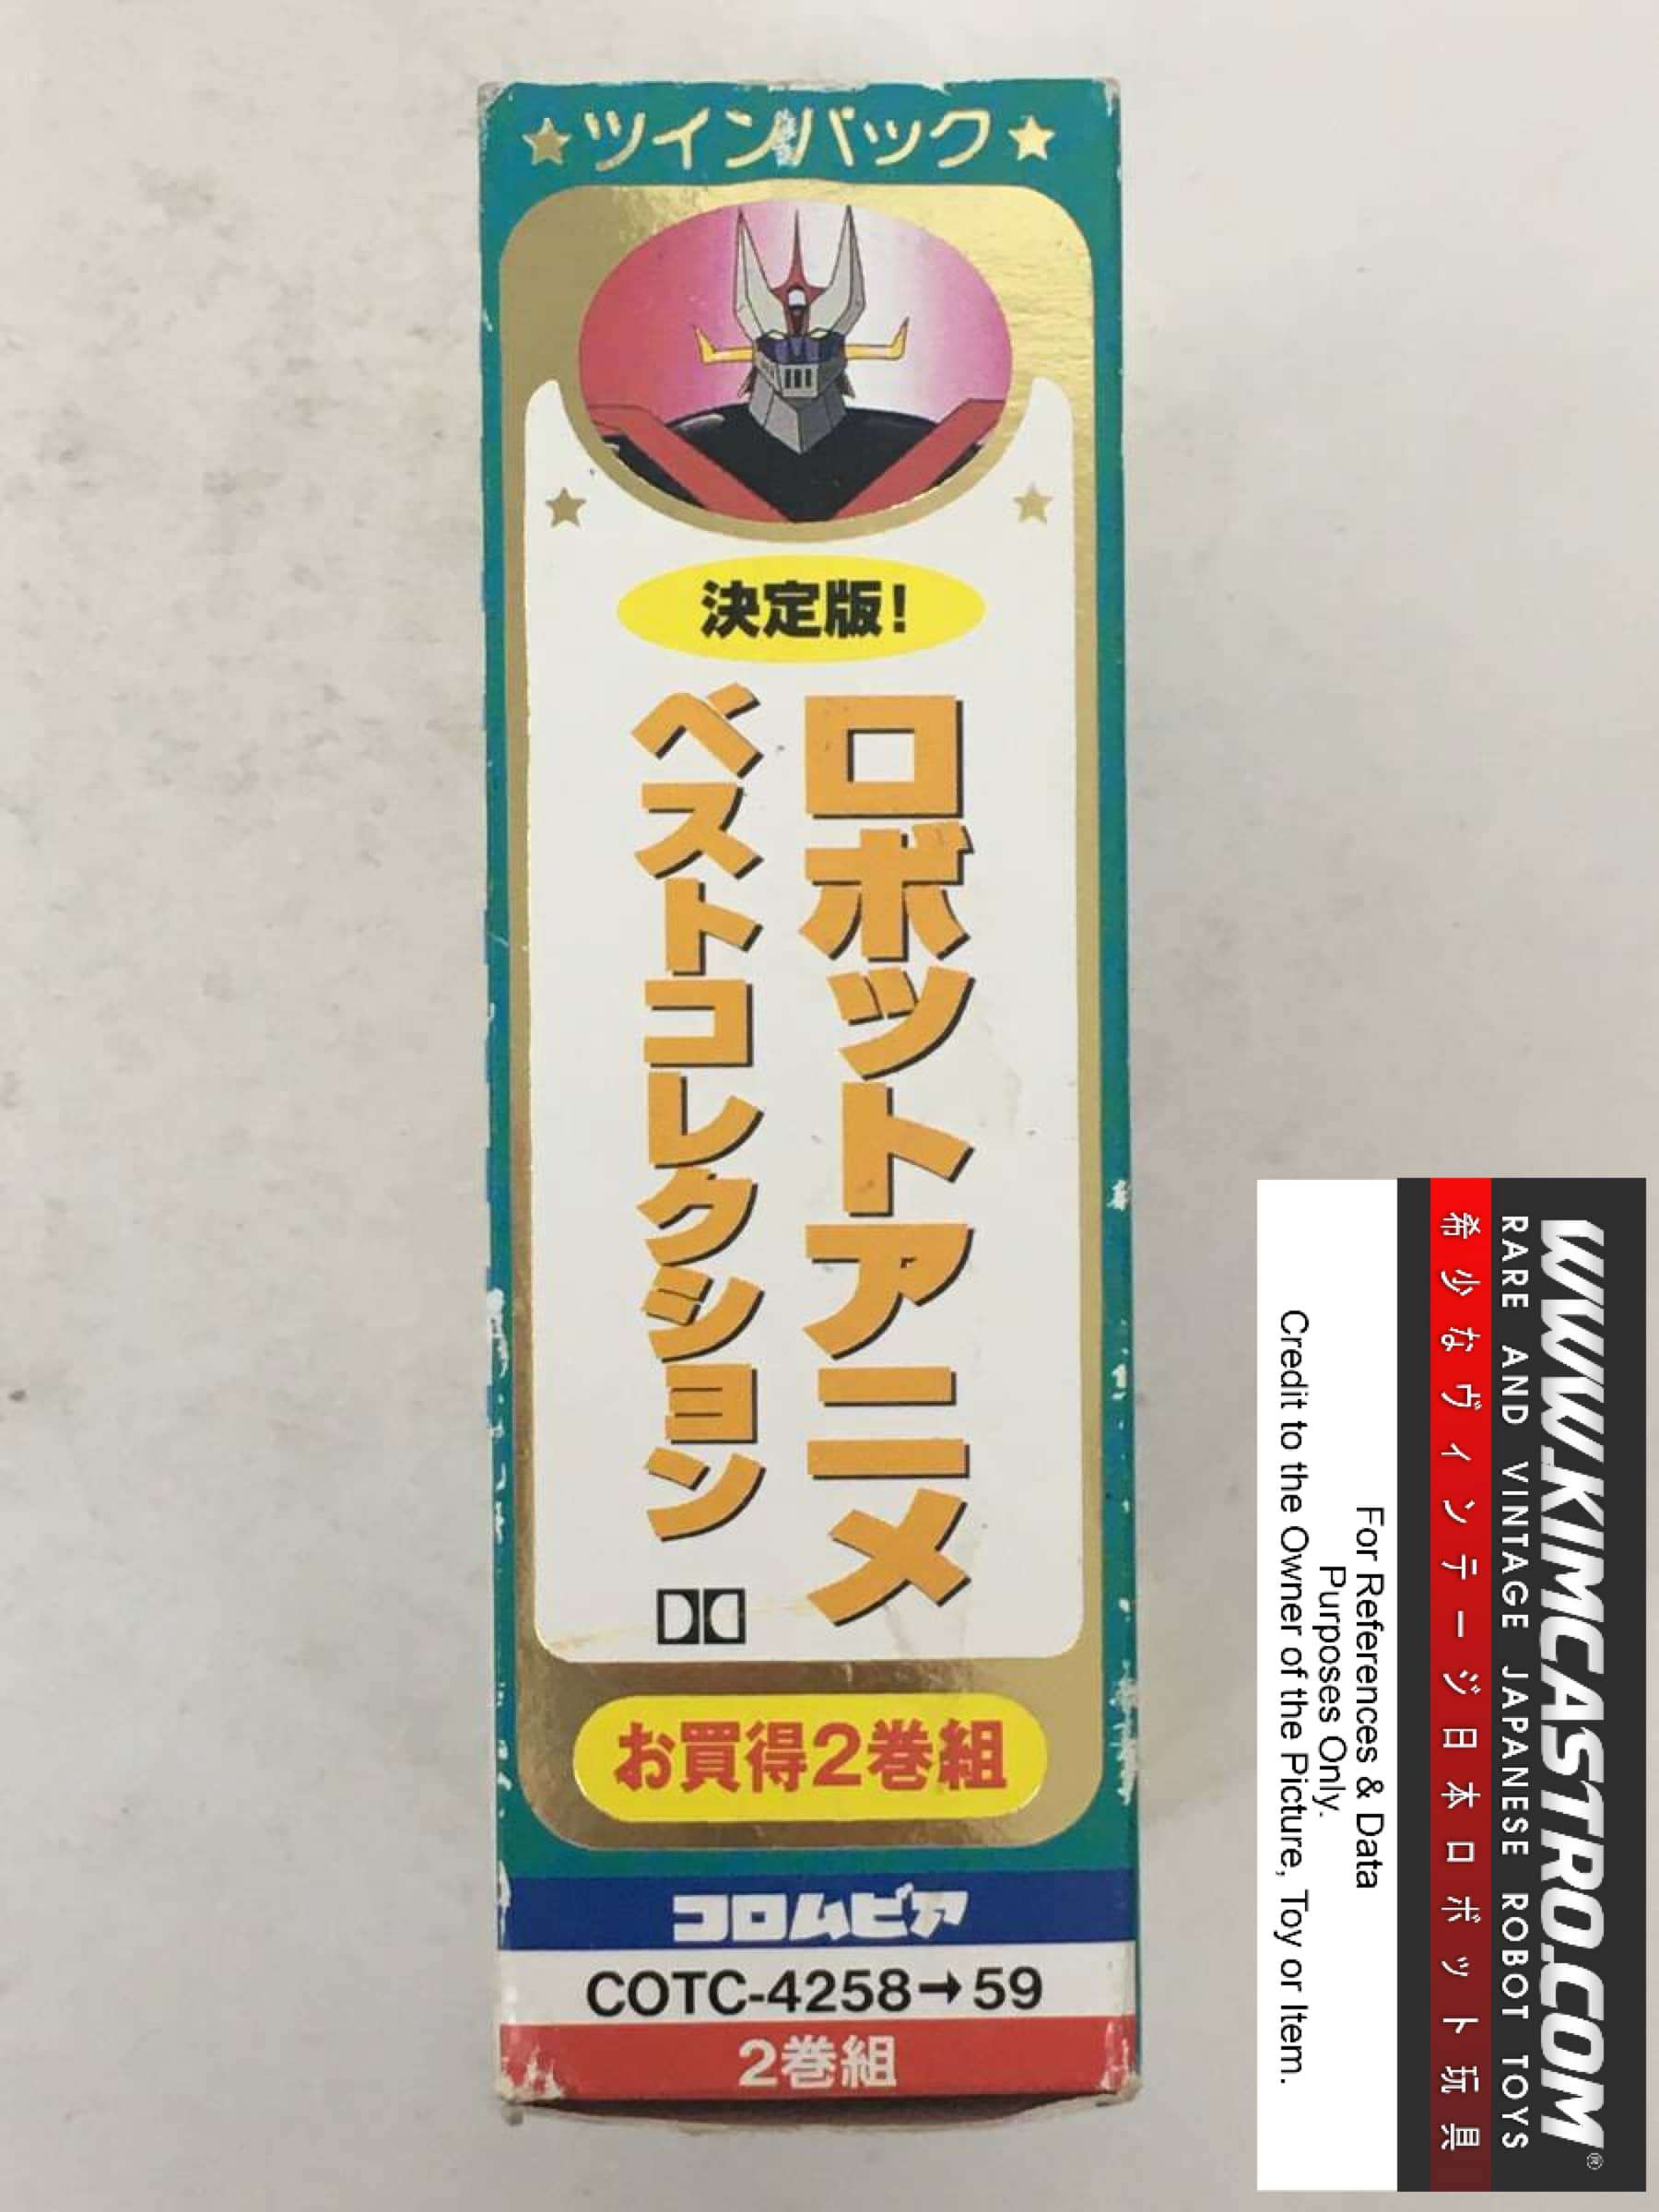 ★ツインパック★
決定版!
ロボットアニメ
ベストコレクション
お買得2巻組
コロムビア
COTC-4258→59
2巻組
WWW.KIMCASTRO.COM®
RARE AND VINTAGE JAPANESE ROBOT TOYS
希少なヴィンテージ日本ロボット玩具
For References & Data
Purposes Only.
Credit to the Owner of the Picture, Toy or Item.